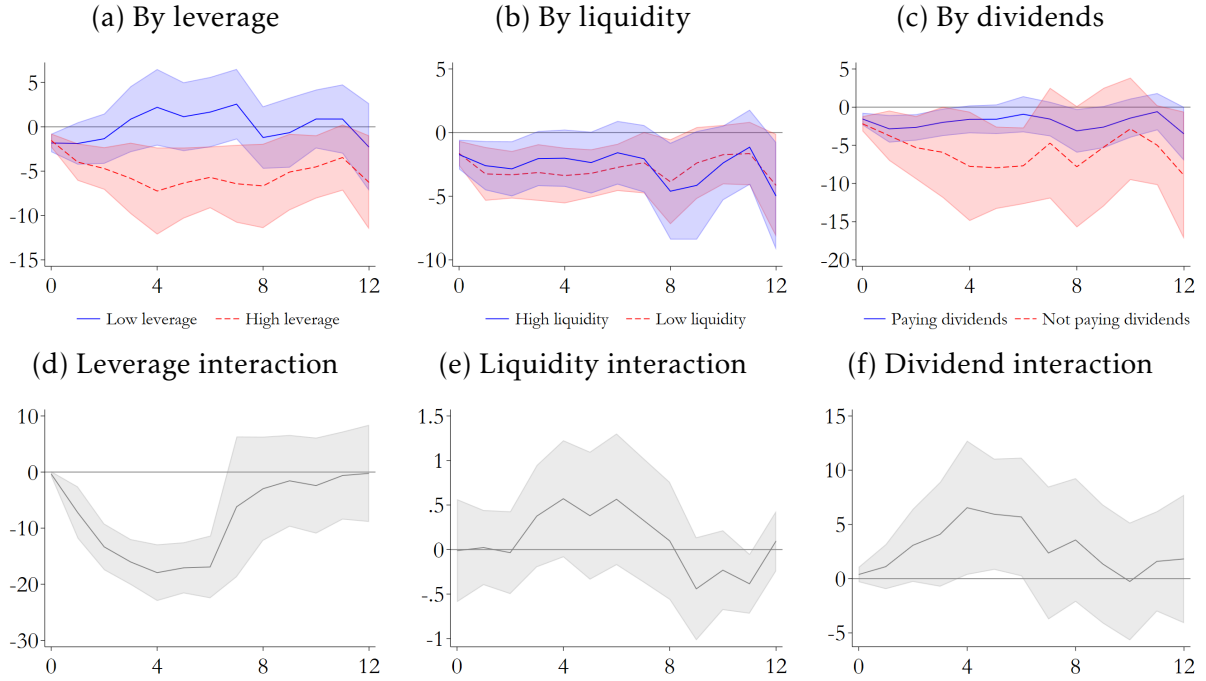 (a) By leverage
(b) By liquidity
(c) By dividends
5
0
-5
-10
-15
0 4 8 12
Low leverage High leverage
5
0
-5
-10
0 4 8 12
High liquidity Low liquidity
5
0
-5
-10
-15
-20
0 4 8 12
Paying dividends Not paying dividends
(d) Leverage interaction
(e) Liquidity interaction
(f) Dividend interaction
10
0
-10
-20
-30
0 4 8 12
1.5
1
.5
0
-.5
-1
0 4 8 12
15
10
5
0
-5
0 4 8 12